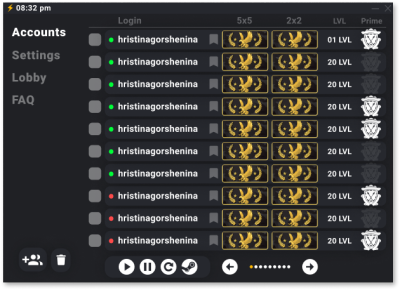 08:32 pm
Login 5x5 2x2 LVL Prime
Accounts
Settings
Lobby
FAQ
hristinagorshenina 01 LVL
hristinagorshenina 20 LVL
hristinagorshenina 20 LVL
hristinagorshenina 20 LVL
hristinagorshenina 20 LVL
hristinagorshenina 20 LVL
hristinagorshenina 20 LVL
hristinagorshenina 20 LVL
hristinagorshenina 20 LVL
hristinagorshenina 20 LVL